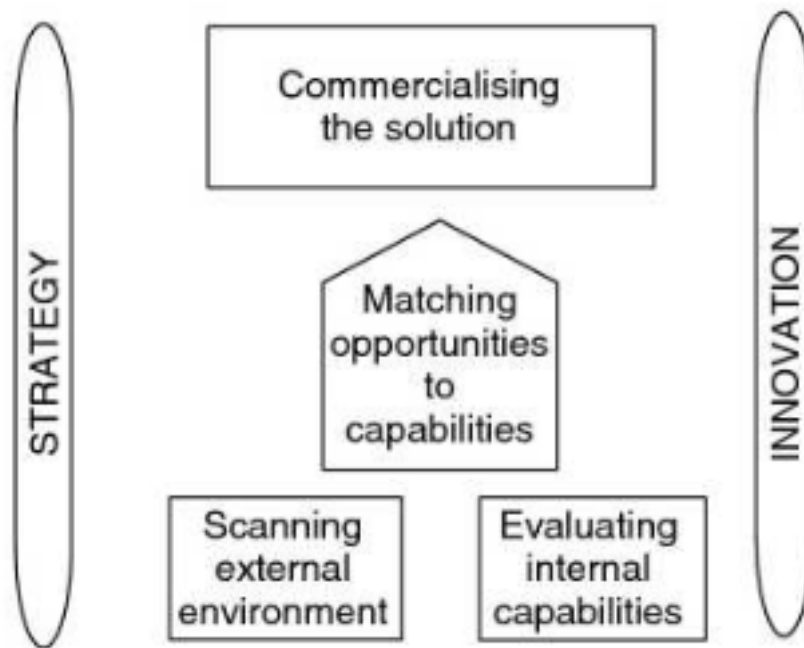 Commercialising
the solution
STRATEGY
INNOVATION
Matching
opportunities
to
capabilities
Scanning
external
environment
Evaluating
internal
capabilities